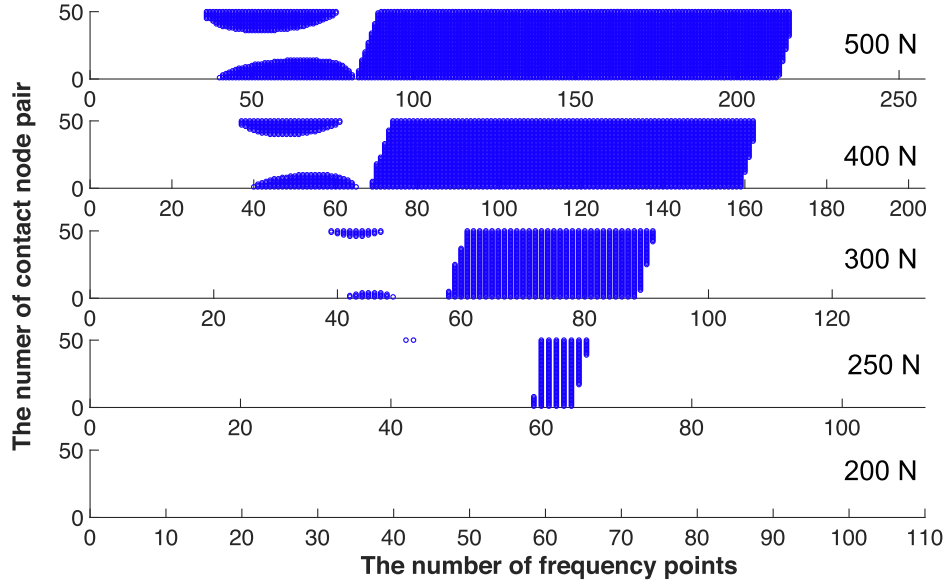 The numer of contact node pair
50
0
500 N
0 50 100 150 200 250
50
0
400 N
0 20 40 60 80 100 120 140 160 180 200
50
0
300 N
0 20 40 60 80 100 120
50
0
250 N
0 20 40 60 80 100
50
0
200 N
0 10 20 30 40 50 60 70 80 90 100 110
The number of frequency points